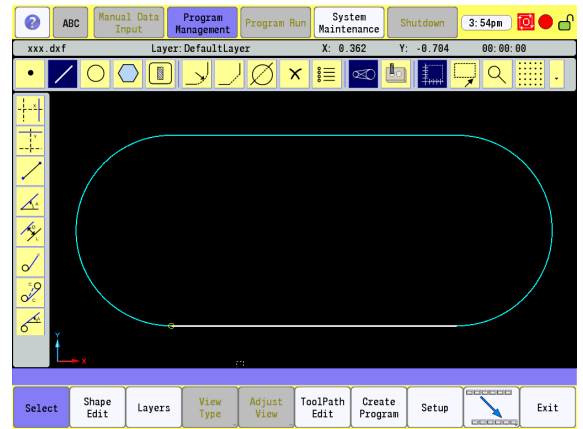 ?
ABC
Manual Data
Input
Program
Management
Program Run
System
Maintenance
Shutdown
3:54pm
xxx.dxf
Layer:DefaultLayer
X: 0.362
Y: -0.704
00:00:00
Y
X
Select
Shape
Edit
Layers
View
Type
Adjust
View
ToolPath
Edit
Create
Program
Setup
Exit